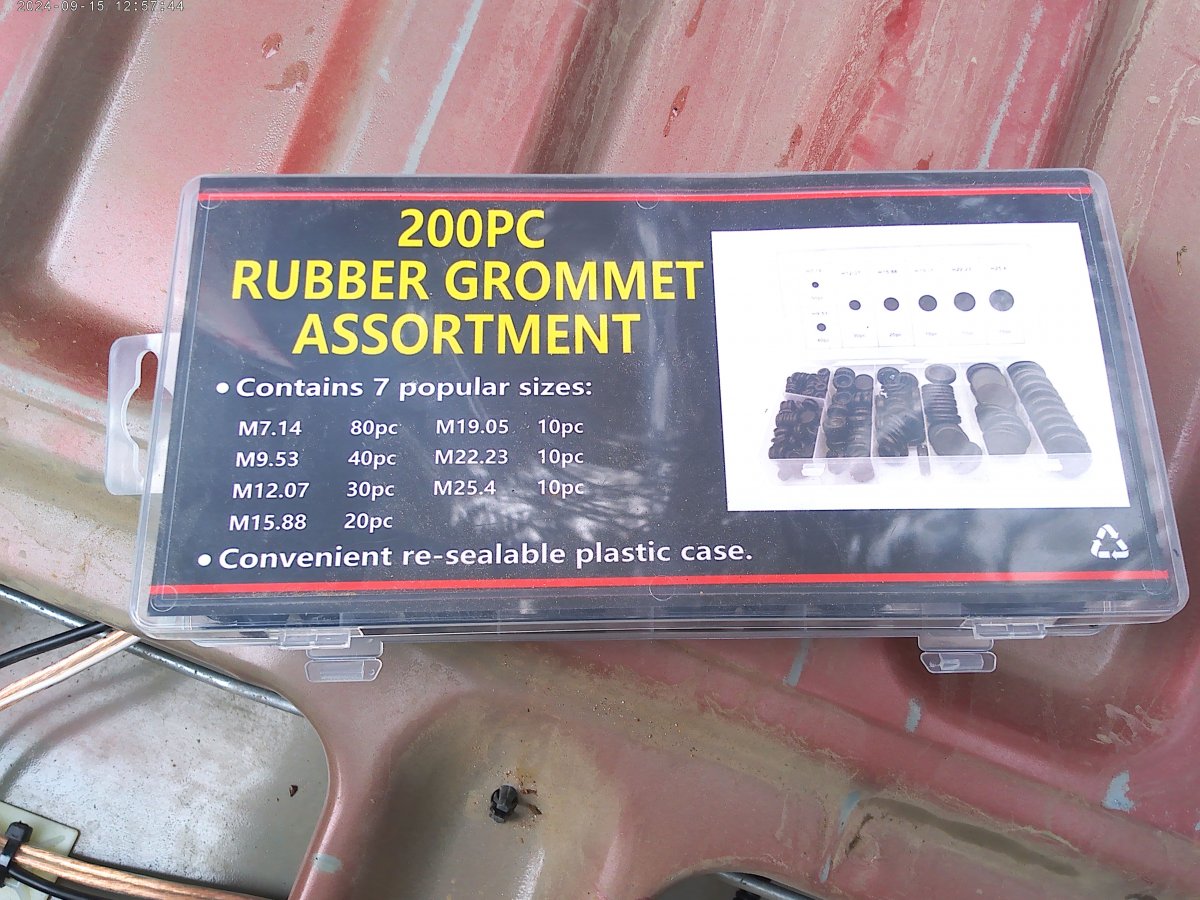 2024-09-15 12:57:44
200PC
RUBBER GROMMET
ASSORTMENT
• Contains 7 popular sizes:
M7.14 80pc M19.05 10pc
M9.53 40pc M22.23 10pc
M12.07 30pc M25.4 10pc
M15.88 20pc
• Convenient re-sealable plastic case.